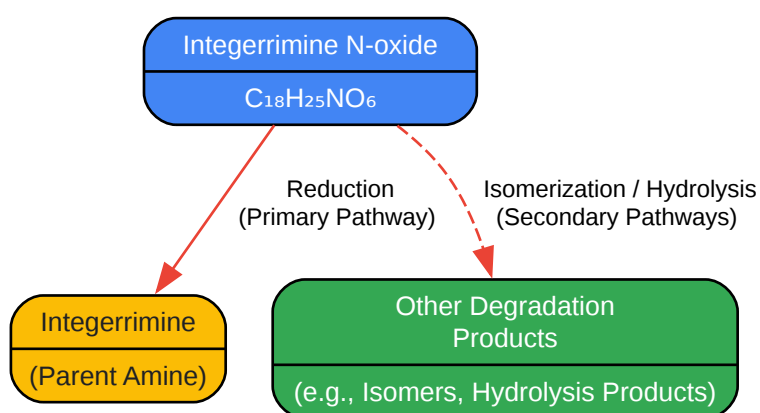 Integerrimine N-oxide
C₁₈H₂₅NO₆
Reduction
(Primary Pathway)
Isomerization / Hydrolysis
(Secondary Pathways)
Integerrimine
(Parent Amine)
Other Degradation
Products
(e.g., Isomers, Hydrolysis Products)